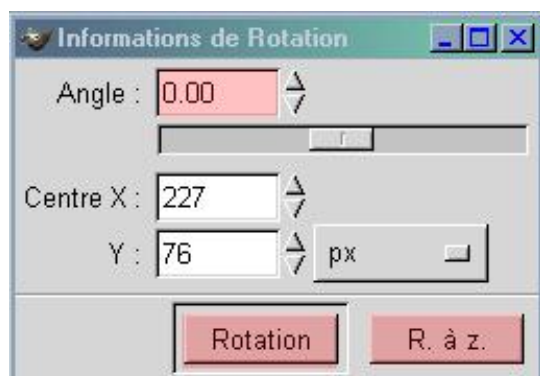 Informations de Rotation
Angle : 0.00
Centre X : 227
Y : 76 px
Rotation R. à z.